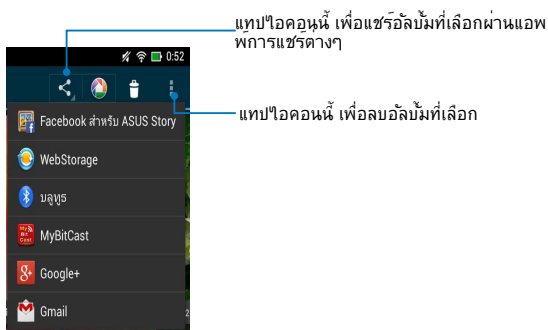 แทปไอคอนนี้ เพื่อแชร์อัลบั้มที่เลือกผ่านแอพ
พ์การแชร์ต่างๆ
0:52
แทปไอคอนนี้ เพื่อลบอัลบั้มที่เลือก
Facebook สำหรับ ASUS Story
WebStorage
บลูทูธ
MyBitCast
Google+
Gmail